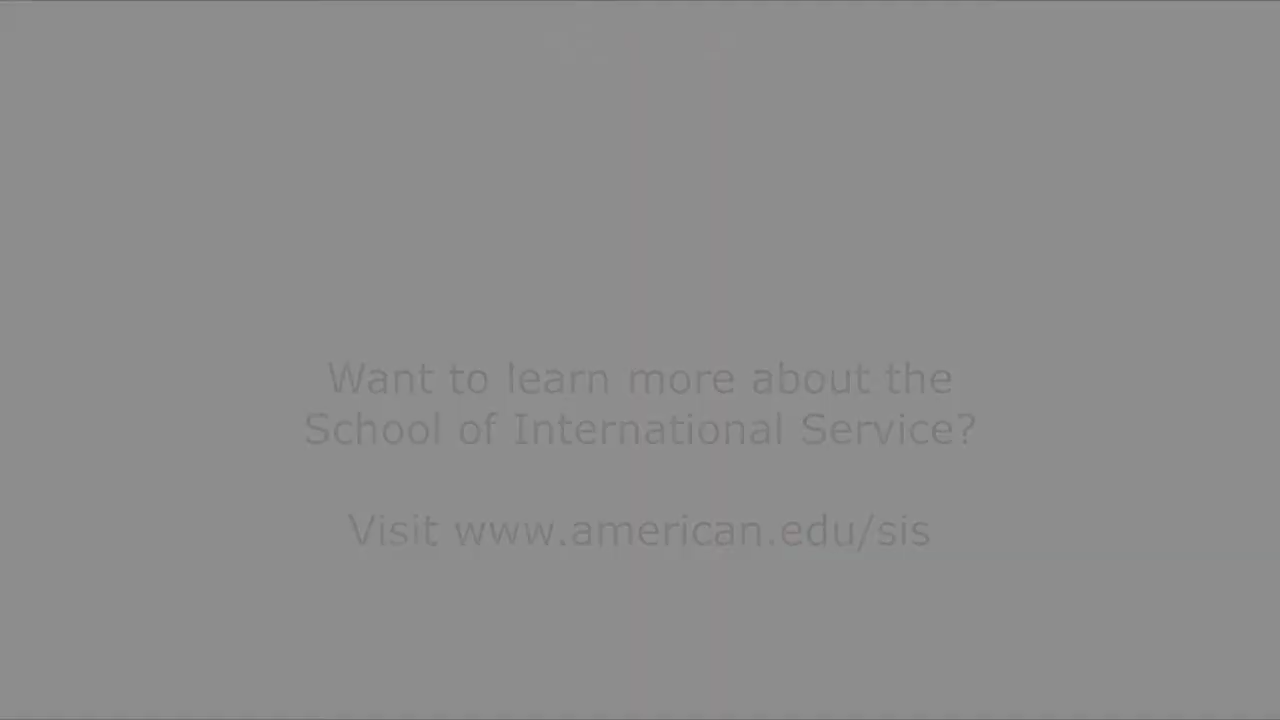 Want to learn more about the
School of International Service?
Visit www.american.edu/sis